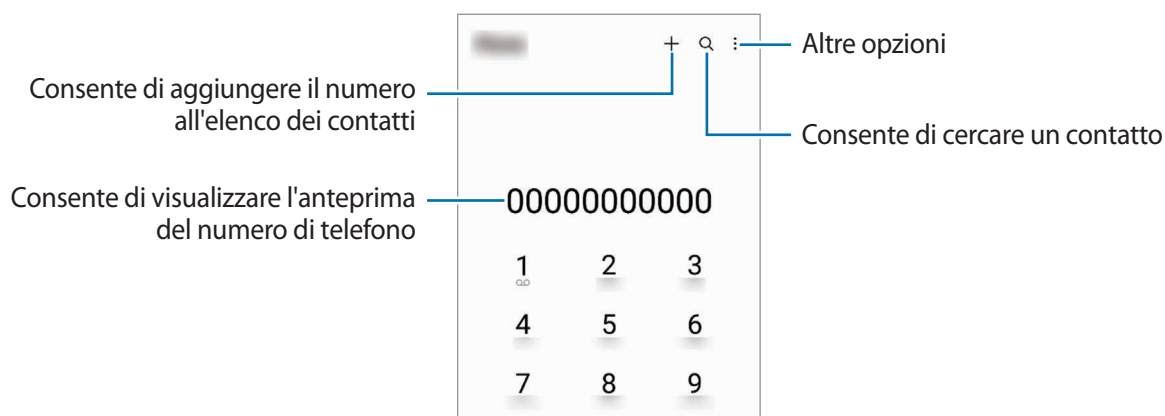 Altre opzioni
Consente di aggiungere il numero
all'elenco dei contatti
Consente di cercare un contatto
Consente di visualizzare l'anteprima
del numero di telefono
00000000000
1 2 3
4 5 6
7 8 9